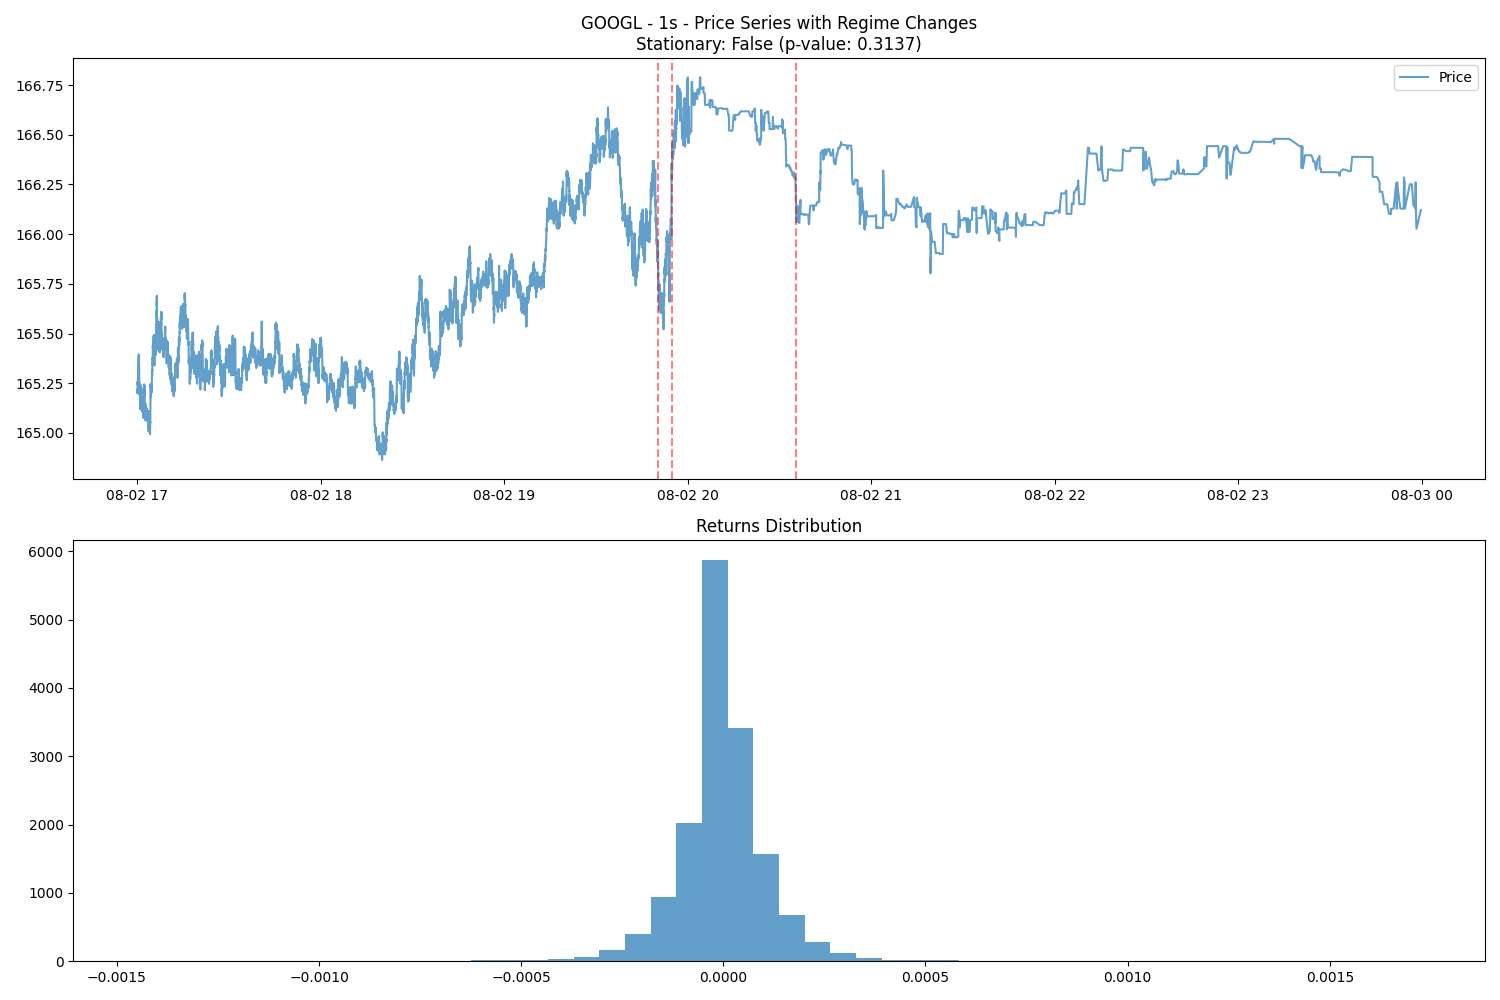 GOOGL - 1s - Price Series with Regime Changes
Stationary: False (p-value: 0.3137)
Price
166.75
166.50
166.25
166.00
165.75
165.50
165.25
165.00
08-02 17 08-02 18 08-02 19 08-02 20 08-02 21 08-02 22 08-02 23 08-03 00
Returns Distribution
6000
5000
4000
3000
2000
1000
0
−0.0015 −0.0010 −0.0005 0.0000 0.0005 0.0010 0.0015